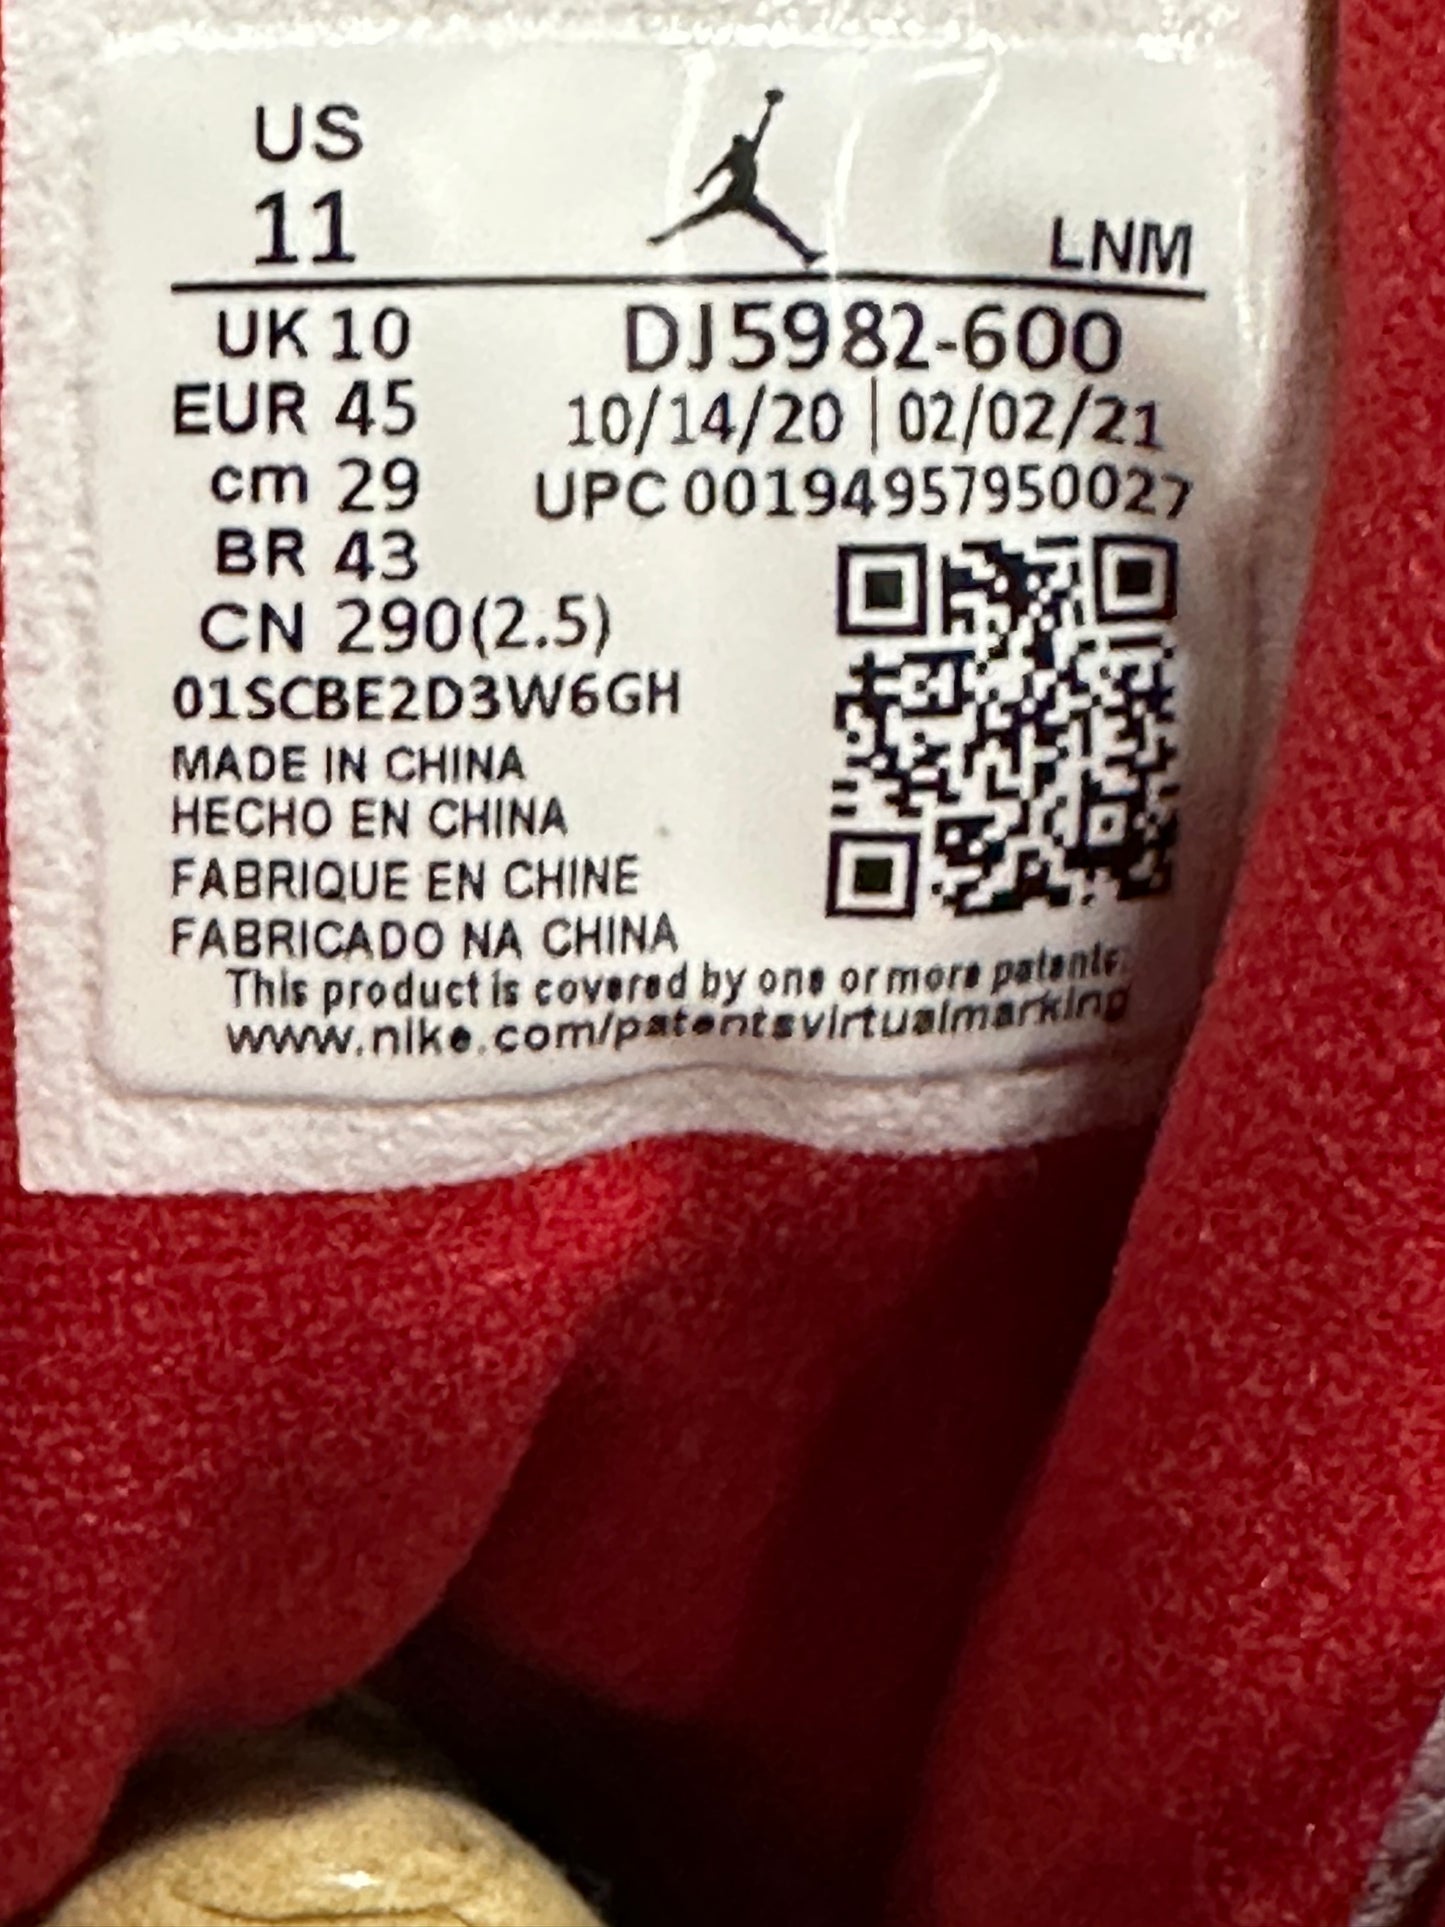 US
11
LNM
UK 10
EUR 45
cm 29
BR 43
CN 290(2.5)
DJ5982-600
10/14/20 | 02/02/21
UPC 00194957950027
01SCBE2D3W6GH
MADE IN CHINA
HECHO EN CHINA
FABRIQUE EN CHINE
FABRICADO NA CHINA
This product is covered by one or more patents:
www.nike.com/patentsvirtualmarking